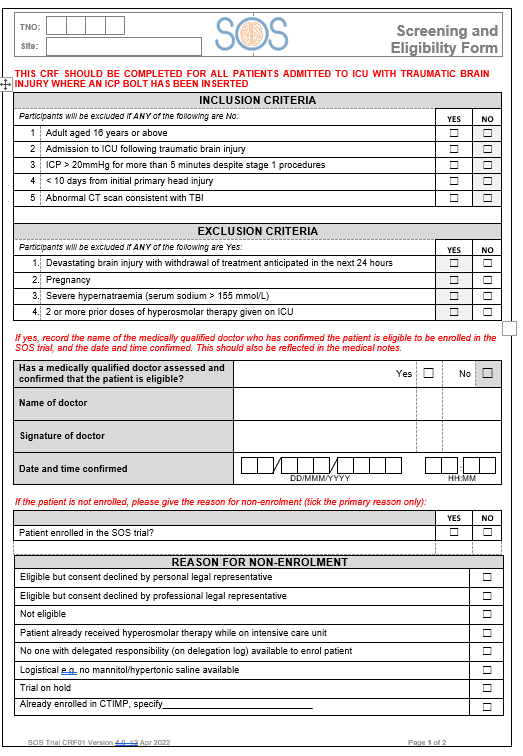 TNO:
Site:
SOS
Screening and
Eligibility Form
THIS CRF SHOULD BE COMPLETED FOR ALL PATIENTS ADMITTED TO ICU WITH TRAUMATIC BRAIN
INJURY WHERE AN ICP BOLT HAS BEEN INSERTED
INCLUSION CRITERIA
Participants will be excluded if ANY of the following are No:
YES NO
1 Adult aged 16 years or above
2 Admission to ICU following traumatic brain injury
3 ICP > 20mmHg for more than 5 minutes despite stage 1 procedures
4 < 10 days from initial primary head injury
5 Abnormal CT scan consistent with TBI
EXCLUSION CRITERIA
Participants will be excluded if ANY of the following are Yes:
YES NO
1. Devastating brain injury with withdrawal of treatment anticipated in the next 24 hours
2. Pregnancy
3. Severe hypernatraemia (serum sodium > 155 mmol/L)
4. 2 or more prior doses of hyperosmolar therapy given on ICU
If yes, record the name of the medically qualified doctor who has confirmed the patient is eligible to be enrolled in the
SOS trial, and the date and time confirmed. This should also be reflected in the medical notes.
Has a medically qualified doctor assessed and
confirmed that the patient is eligible?
Yes No
Name of doctor
Signature of doctor
Date and time confirmed
/ / :
DD/MMM/YYYY HH:MM
If the patient is not enrolled, please give the reason for non-enrolment (tick the primary reason only):
YES NO
Patient enrolled in the SOS trial?
REASON FOR NON-ENROLMENT
Eligible but consent declined by personal legal representative
Eligible but consent declined by professional legal representative
Not eligible
Patient already received hyperosmolar therapy while on intensive care unit
No one with delegated responsibility (on delegation log) available to enrol patient
Logistical e.g. no mannitol/hypertonic saline available
Trial on hold
Already enrolled in CTIMP, specify
SOS Trial CRF01 Version 4.0 12 Apr 2022 Page 1 of 2